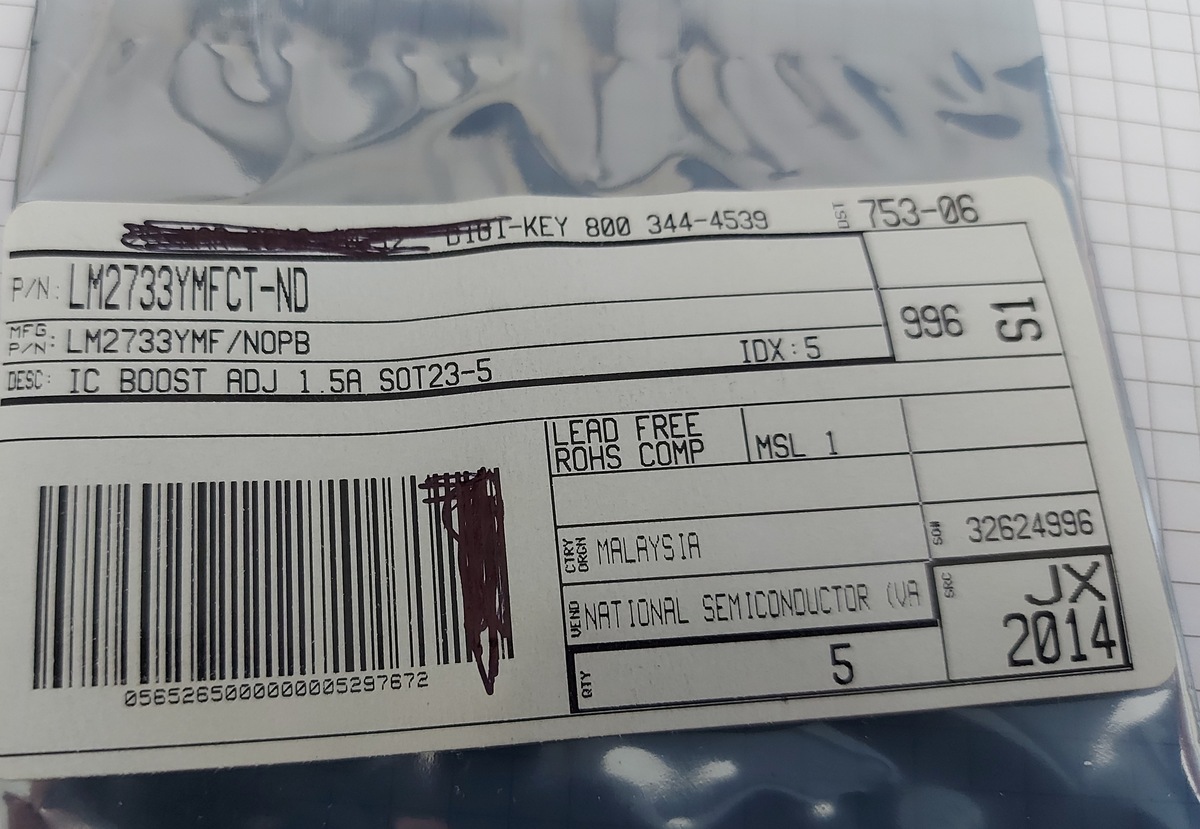 DIGI-KEY 800 344-4539
LIST 753-06
P/N: LM2733YMFCT-ND
MFG. P/N: LM2733YMF/NOPB
IDX:5
996 S1
DESC: IC BOOST ADJ 1.5A SOT23-5
LEAD FREE
ROHS COMP
MSL 1
CTRY ORGN MALAYSIA
SO# 32624996
VEND NATIONAL SEMICONDUCTOR (VA
SRC JX
2014
QTY 5
0565265000000005297672